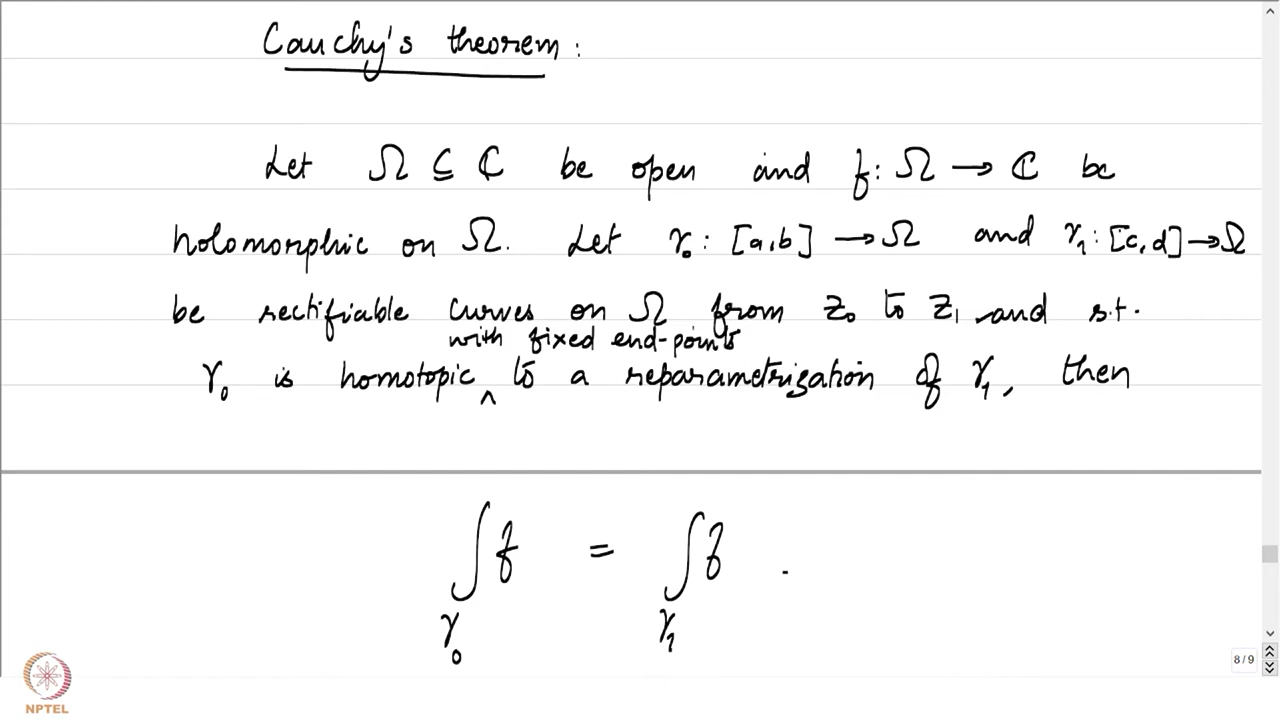 Cauchy's theorem:
Let Ω ⊆ ℂ be open and f: Ω → ℂ be
holomorphic on Ω. Let γ₀: [a,b] → Ω and γ₁: [c,d] → Ω
be rectifiable curves on Ω from z₀ to z₁ and s.t.
with fixed end-points
γ₀ is homotopic ^ to a reparametrization of γ₁, then
∫f = ∫f .
γ₀ γ₁
8/9
NPTEL